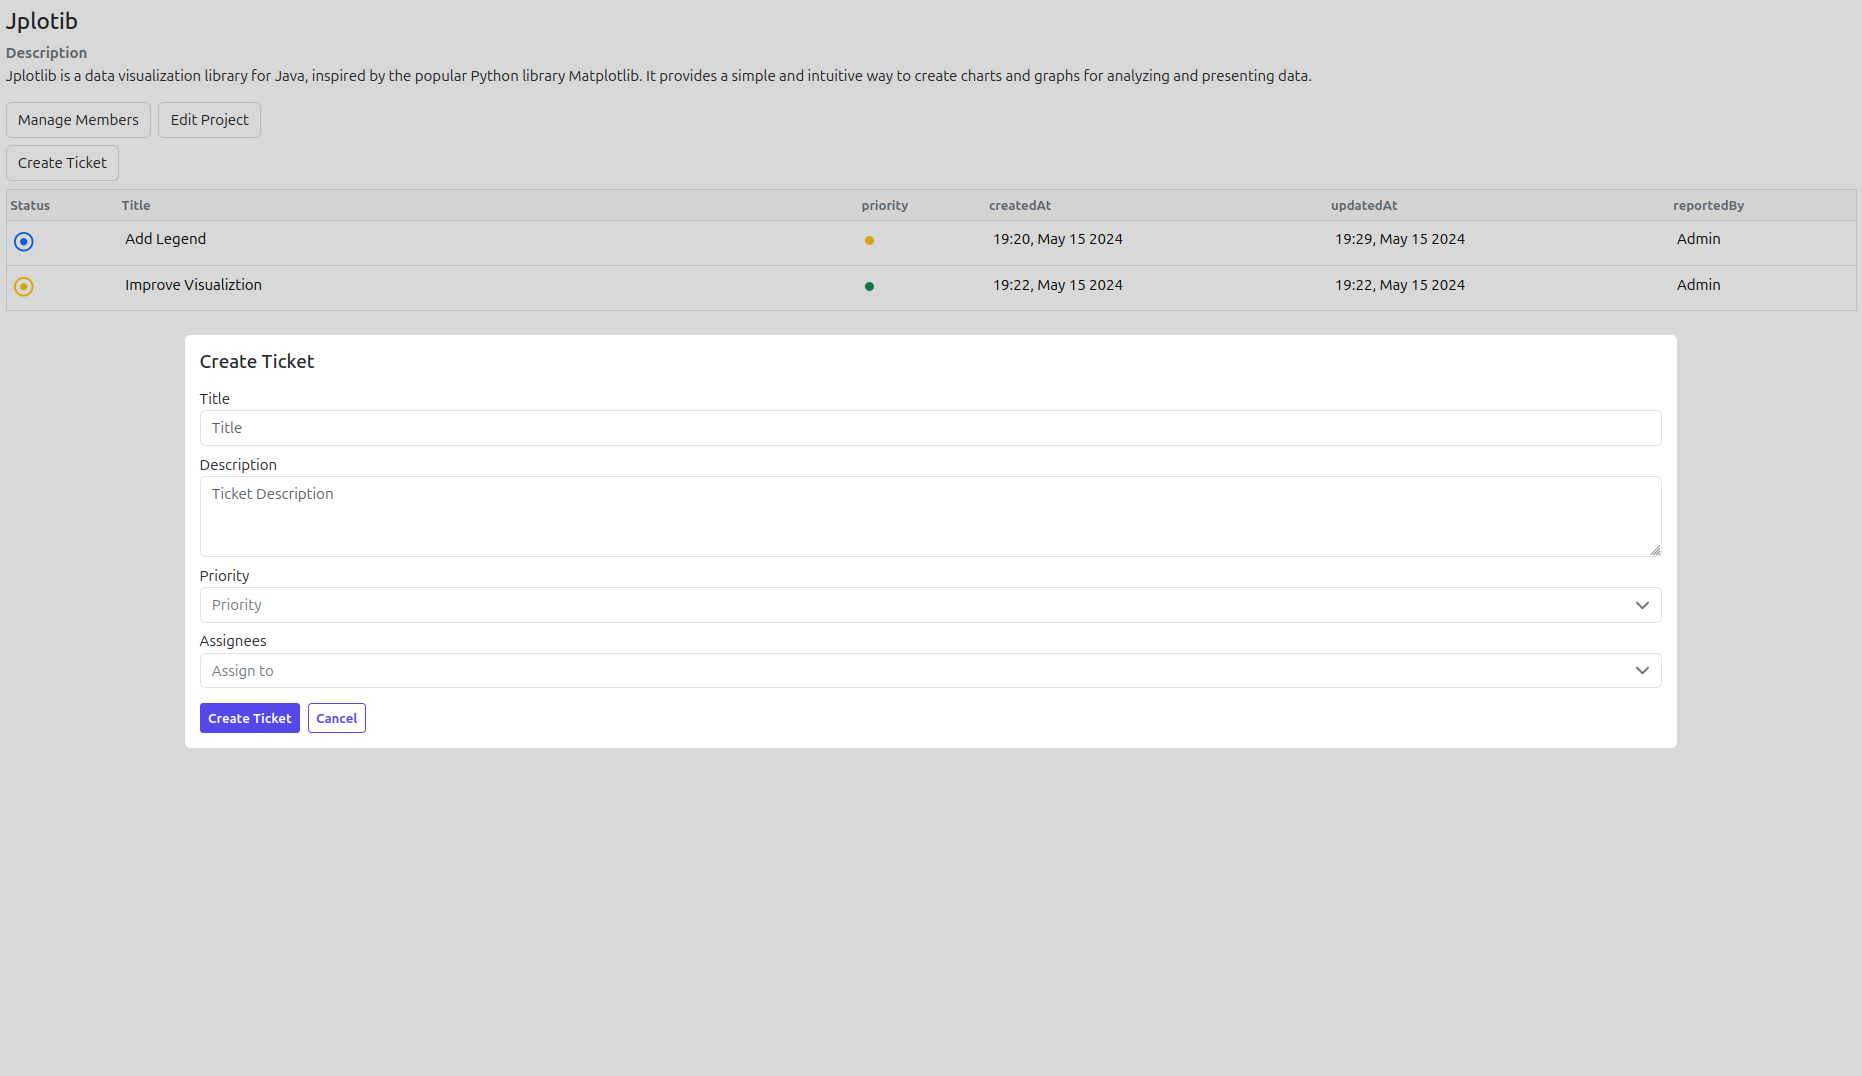 Jplotib
Description
Jplotlib is a data visualization library for Java, inspired by the popular Python library Matplotlib. It provides a simple and intuitive way to create charts and graphs for analyzing and presenting data.
Manage Members Edit Project
Create Ticket
Status Title priority createdAt updatedAt reportedBy
Add Legend 19:20, May 15 2024 19:29, May 15 2024 Admin
Improve Visualiztion 19:22, May 15 2024 19:22, May 15 2024 Admin
Create Ticket
Title
Title
Description
Ticket Description
Priority
Priority
Assignees
Assign to
Create Ticket Cancel